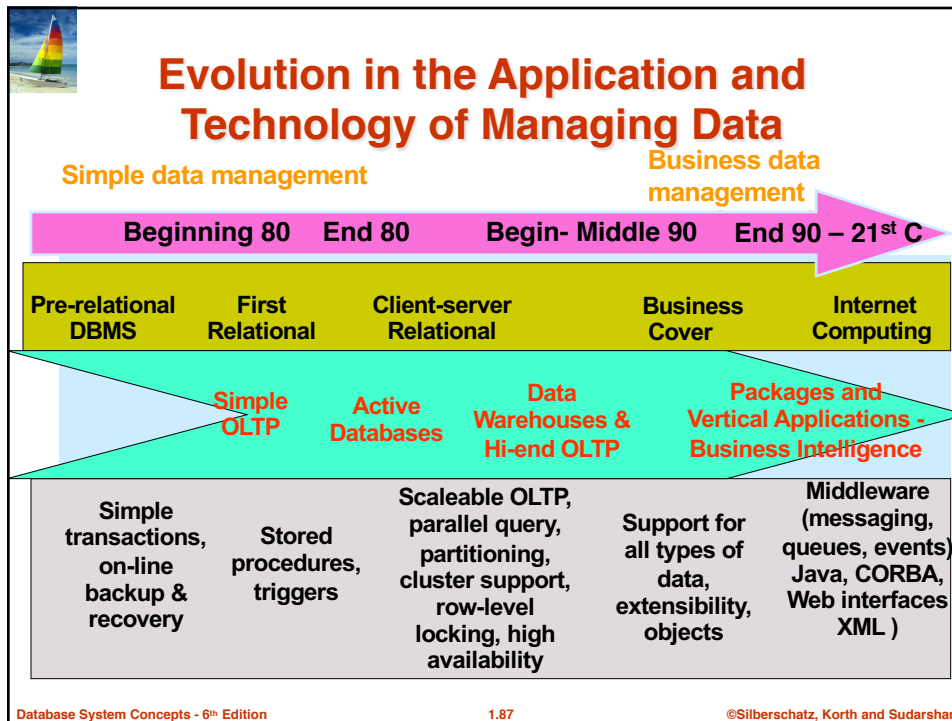 Evolution in the Application and
Technology of Managing Data
Simple data management
Business data
management
Beginning 80 End 80 Begin- Middle 90 End 90 – 21st C
Pre-relational
DBMS
First
Relational
Client-server
Relational
Business
Cover
Internet
Computing
Simple
OLTP
Active
Databases
Data
Warehouses &
Hi-end OLTP
Packages and
Vertical Applications -
Business Intelligence
Simple
transactions,
on-line
backup &
recovery
Stored
procedures,
triggers
Scaleable OLTP,
parallel query,
partitioning,
cluster support,
row-level
locking, high
availability
Support for
all types of
data,
extensibility,
objects
Middleware
(messaging,
queues, events)
Java, CORBA,
Web interfaces
XML )
Database System Concepts - 6th Edition 1.87 ©Silberschatz, Korth and Sudarshan